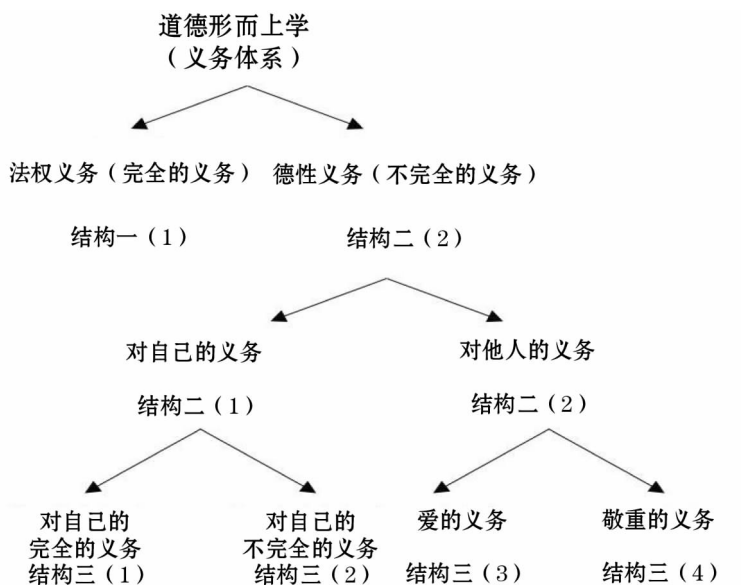 道德形而上学
（义务体系）
法权义务（完全的义务） 德性义务（不完全的义务）
结构一（1） 结构二（2）
对自己的义务 对他人的义务
结构二（1） 结构二（2）
对自己的 对自己的 爱的义务 敬重的义务
完全的义务 不完全的义务
结构三（1） 结构三（2） 结构三（3） 结构三（4）